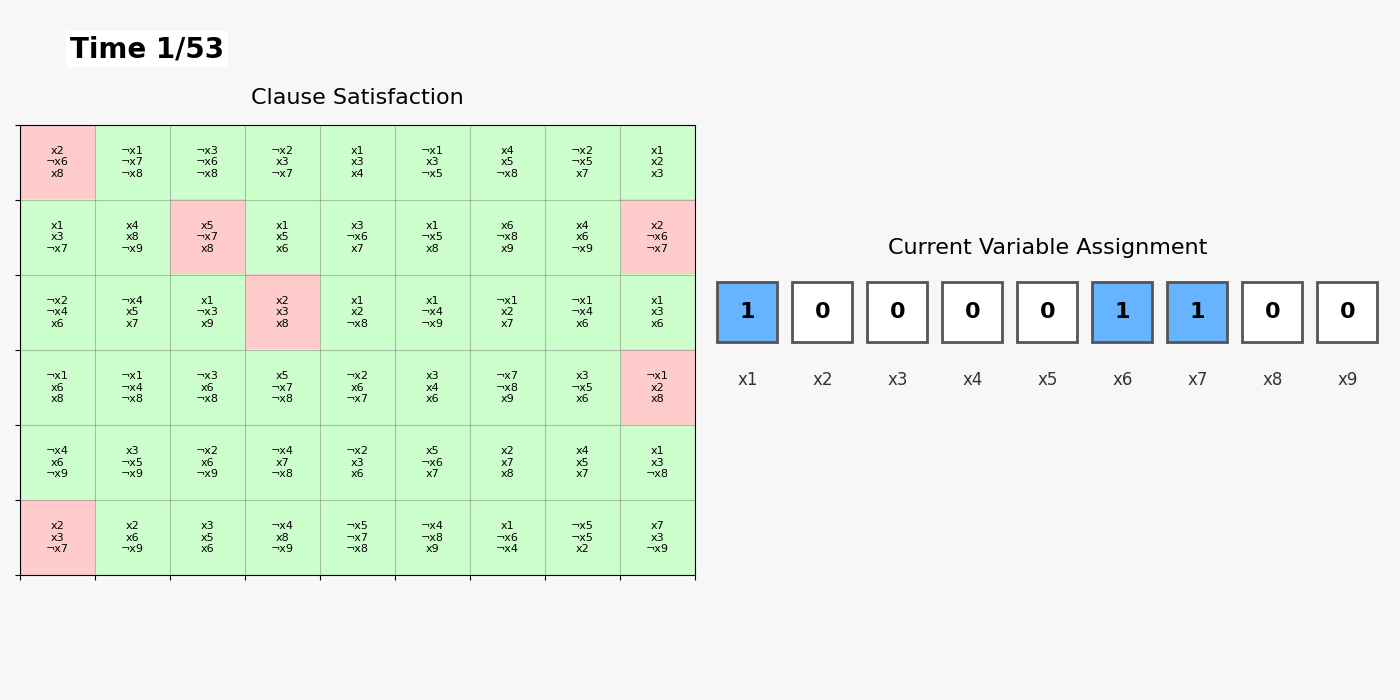 Time 1/53
Clause Satisfaction
x2 ¬x1 ¬x3 ¬x2 x1 ¬x1 x4 ¬x2 x1
¬x6 ¬x7 ¬x6 x3 x3 x3 x5 ¬x5 x2
x8 ¬x8 ¬x8 ¬x7 x4 ¬x5 ¬x8 x7 x3
x1 x4 x5 x1 x3 x1 x6 x4 x2
x3 x8 ¬x7 x5 ¬x6 ¬x5 ¬x8 x6 ¬x6
¬x7 ¬x9 x8 x6 x7 x8 x9 ¬x9 ¬x7
¬x2 ¬x4 x1 x2 x1 x1 ¬x1 ¬x1 x1
¬x4 x5 ¬x3 x3 x2 ¬x4 x2 ¬x4 x3
x6 x7 x9 x8 ¬x8 ¬x9 x7 x6 x6
¬x1 ¬x1 ¬x3 x5 ¬x2 x3 ¬x7 x3 ¬x1
x6 ¬x4 x6 ¬x7 x6 x4 ¬x8 ¬x5 x2
x8 ¬x8 ¬x8 ¬x8 ¬x7 x6 x9 x6 x8
¬x4 x3 ¬x2 ¬x4 ¬x2 x5 x2 x4 x1
x6 ¬x5 x6 x7 x3 ¬x6 x7 x5 x3
¬x9 ¬x9 ¬x9 ¬x8 x6 x7 x8 x7 ¬x8
x2 x2 x3 ¬x4 ¬x5 ¬x4 x1 ¬x5 x7
x3 x6 x5 x8 ¬x7 ¬x8 ¬x6 ¬x5 x3
¬x7 ¬x9 x6 ¬x9 ¬x8 x9 ¬x4 x2 ¬x9
Current Variable Assignment
1 0 0 0 0 1 1 0 0
x1 x2 x3 x4 x5 x6 x7 x8 x9